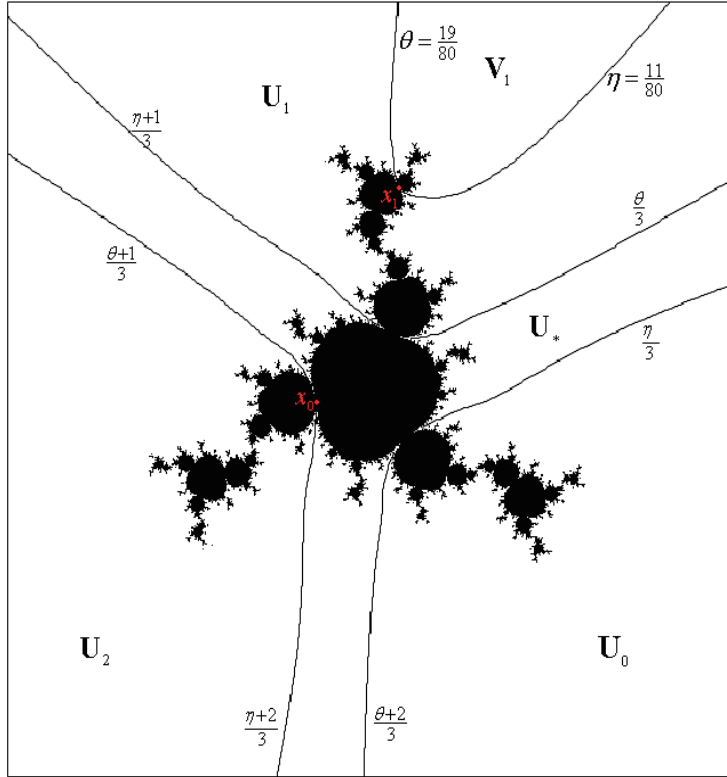 θ = 19/80
V₁
η = 11/80
U₁
η+1/3
x₁
θ/3
θ+1/3
U*
η/3
x₀
U₂
U₀
η+2/3
θ+2/3